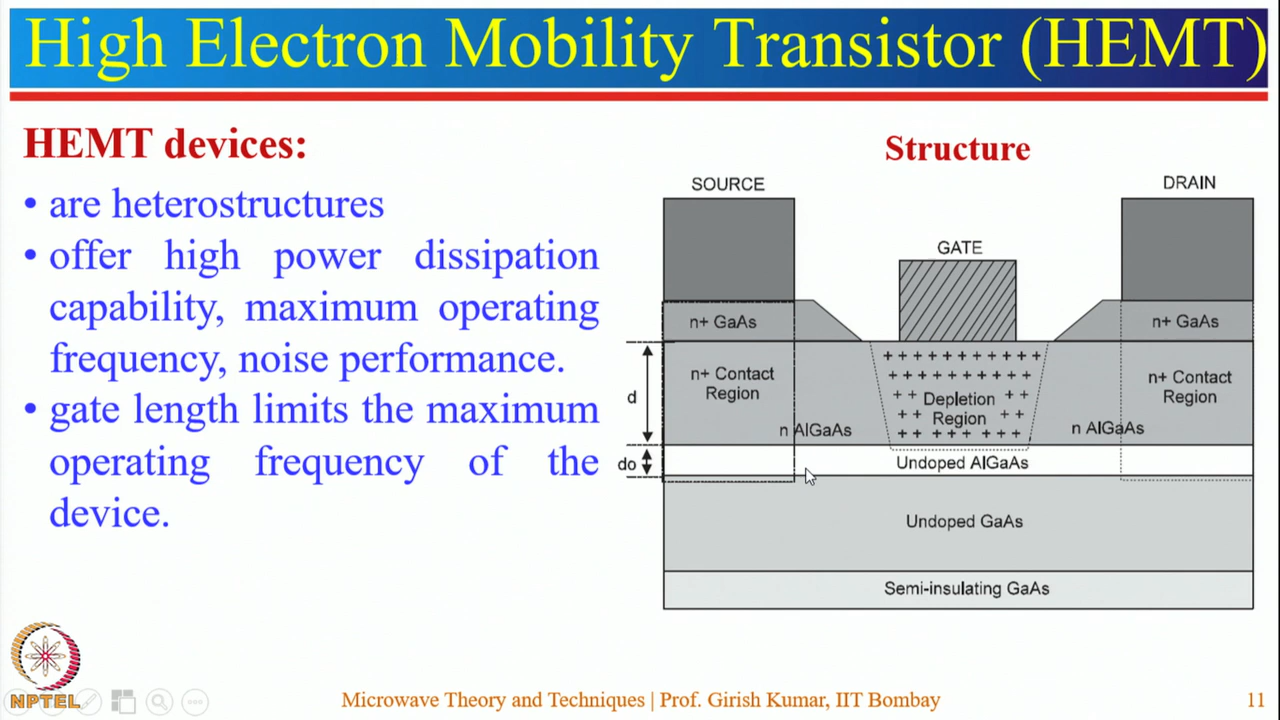 High Electron Mobility Transistor (HEMT)
HEMT devices:
• are heterostructures
• offer high power dissipation
capability, maximum operating
frequency, noise performance.
• gate length limits the maximum
operating frequency of the
device.
Structure
SOURCE
DRAIN
GATE
n+ GaAs
n+ GaAs
n+ Contact
Region
Depletion
Region
n+ Contact
Region
d
n AlGaAs
n AlGaAs
do
Undoped AlGaAs
Undoped GaAs
Semi-insulating GaAs
NPTEL
Microwave Theory and Techniques | Prof. Girish Kumar, IIT Bombay
11